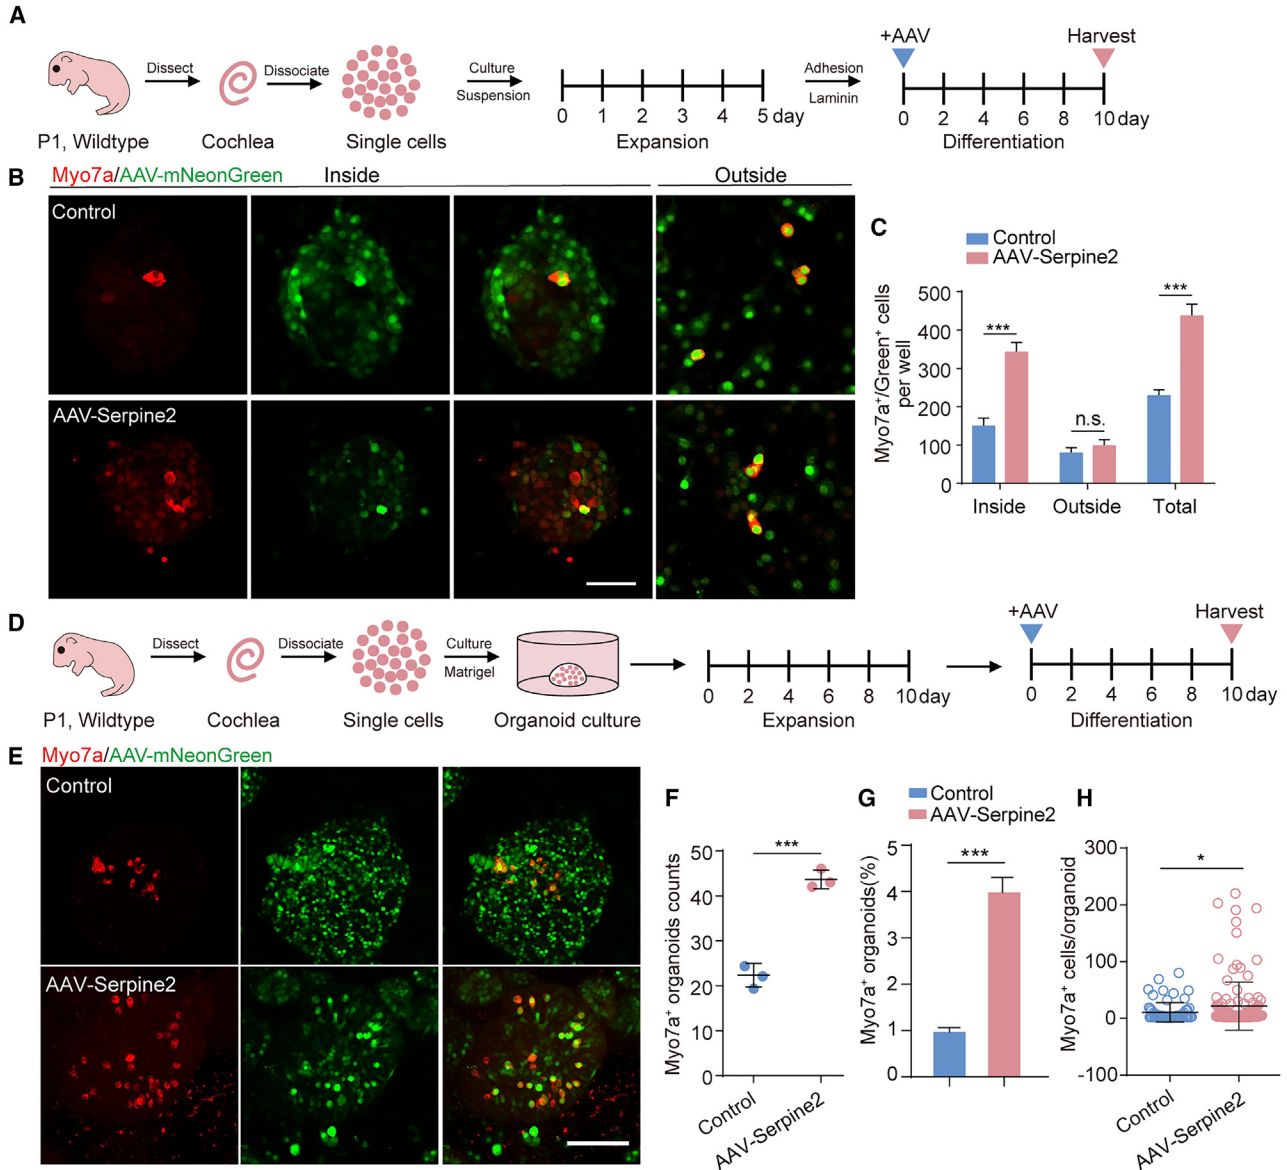 A
Dissect
Dissociate
Culture
Suspension
Adhesion
Laminin
+AAV
Harvest
0 1 2 3 4 5 day
0 2 4 6 8 10 day
P1, Wildtype
Cochlea
Single cells
Expansion
Differentiation
B
Myo7a/AAV-mNeonGreen
Inside
Outside
Control
AAV-Serpine2
C
Control
AAV-Serpine2
Myo7a+/Green+ cells
per well
500
400
300
200
100
0
***
n.s.
***
Inside
Outside
Total
D
Dissect
Dissociate
Culture
Matrigel
+AAV
Harvest
0 2 4 6 8 10 day
0 2 4 6 8 10 day
P1, Wildtype
Cochlea
Single cells
Organoid culture
Expansion
Differentiation
E
Myo7a/AAV-mNeonGreen
Control
AAV-Serpine2
F
Myo7a+ organoids counts
50
40
30
20
10
0
***
Control
AAV-Serpine2
G
Control
AAV-Serpine2
Myo7a+ organoids(%)
5
4
3
2
1
0
***
H
Myo7a+ cells/organoid
300
200
100
0
-100
*
Control
AAV-Serpine2